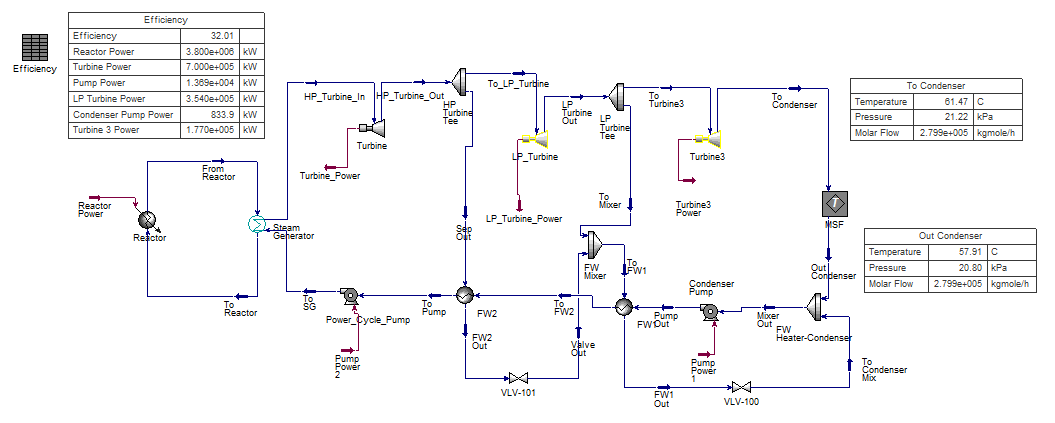 Efficiency
Efficiency 32.01
Reactor Power 3.800e+006 kW
Turbine Power 7.000e+005 kW
Pump Power 1.369e+004 kW
LP Turbine Power 3.540e+005 kW
Condenser Pump Power 833.9 kW
Turbine 3 Power 1.770e+005 kW
Efficiency
To Condenser
Temperature 61.47 C
Pressure 21.22 kPa
Molar Flow 2.799e+005 kgmole/h
HP_Turbine_In
HP_Turbine_Out
HP
Turbine
Tee
To_LP_Turbine
LP
Turbine
Out
LP
Turbine
Tee
To
Turbine3
To
Condenser
Turbine
LP_Turbine
Turbine3
From
Reactor
Turbine_Power
Reactor
Power
Reactor
Steam
Generator
Sep
Out
LP_Turbine_Power
To
Mixer
Turbine3
Power
MSF
Out Condenser
Temperature 57.91 C
Pressure 20.80 kPa
Molar Flow 2.799e+005 kgmole/h
FW
Mixer
To
FW1
Out
Condenser
Condenser
Pump
To
Reactor
To
SG
Power_Cycle_Pump
To
Pump
FW2
To
FW2
FW1
Pump
Out
Mixer
Out
FW
Heater-Condenser
Pump
Power
2
FW2
Out
Valve
Out
Pump
Power
1
To
Condenser
Mix
VLV-101
FW1
Out
VLV-100